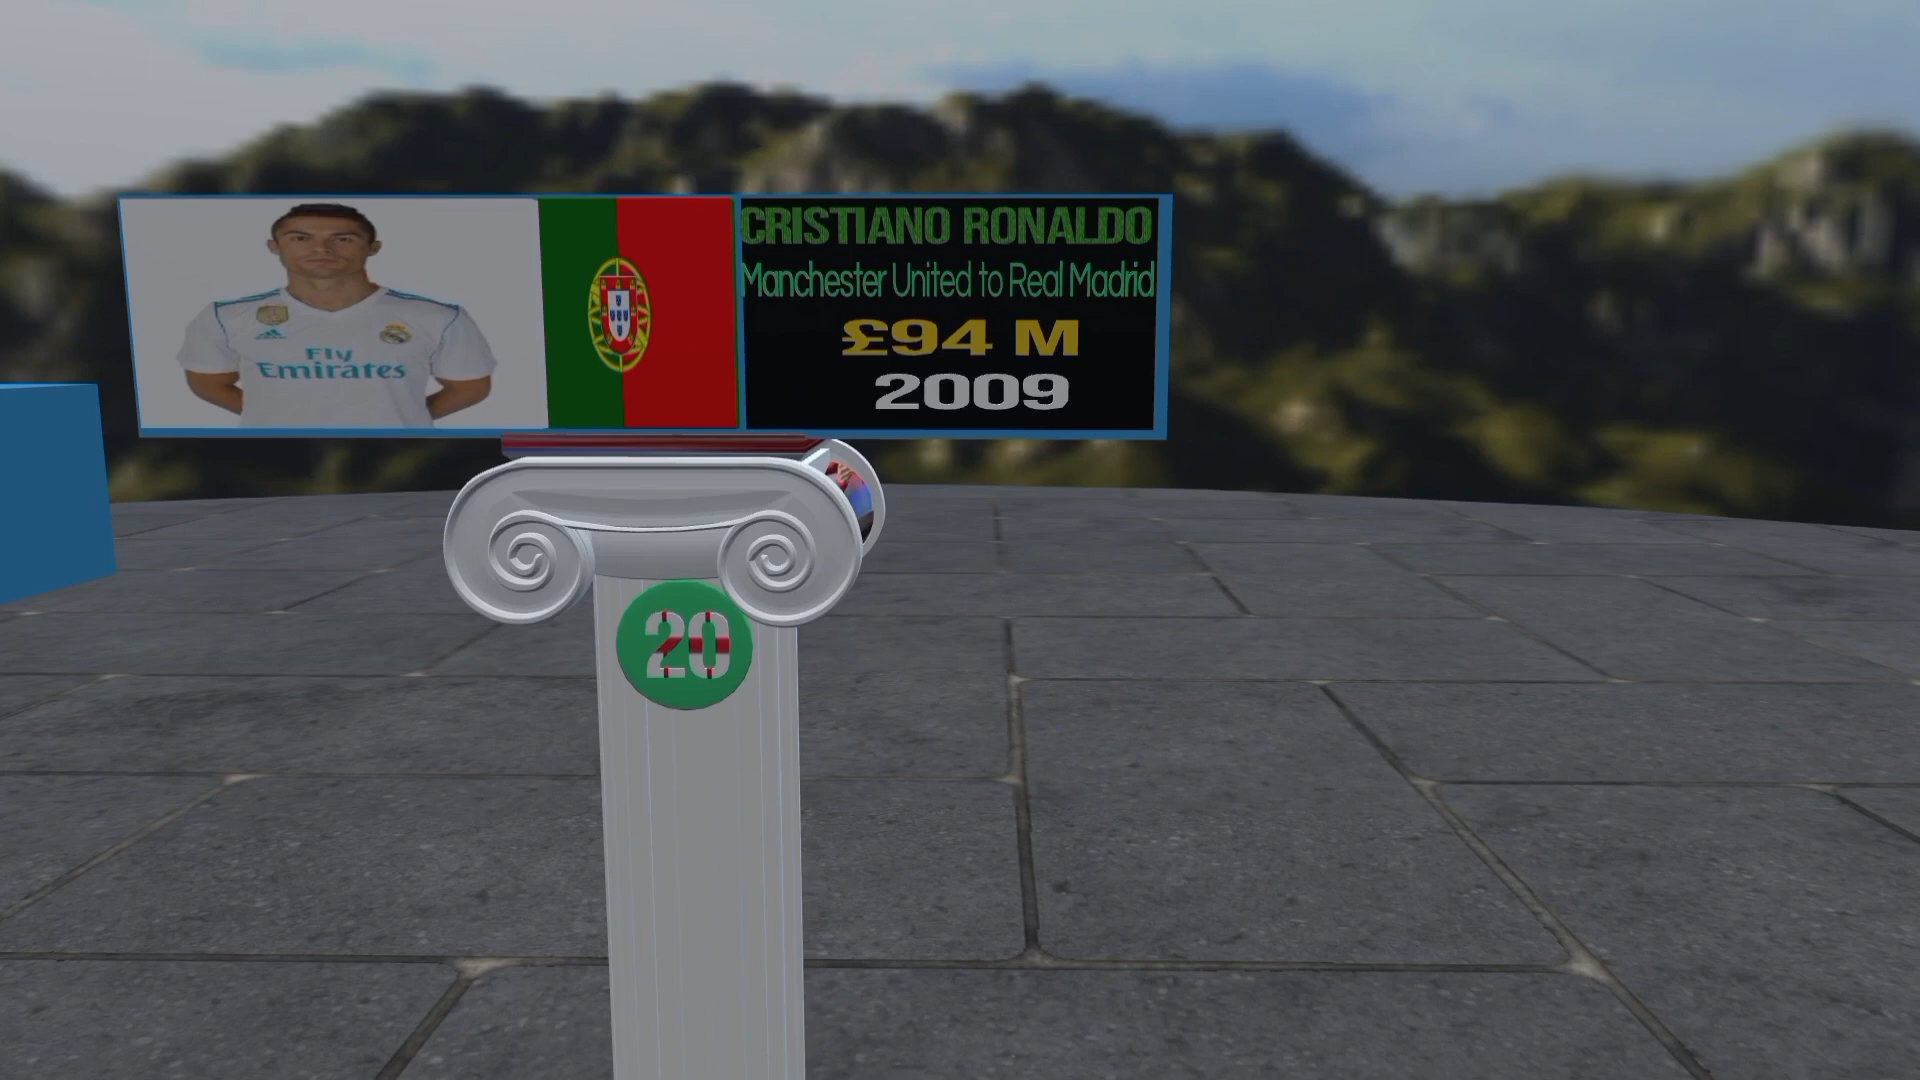 Fly
Emirates
CRISTIANO RONALDO
Manchester United to Real Madrid
£94 M
2009
20